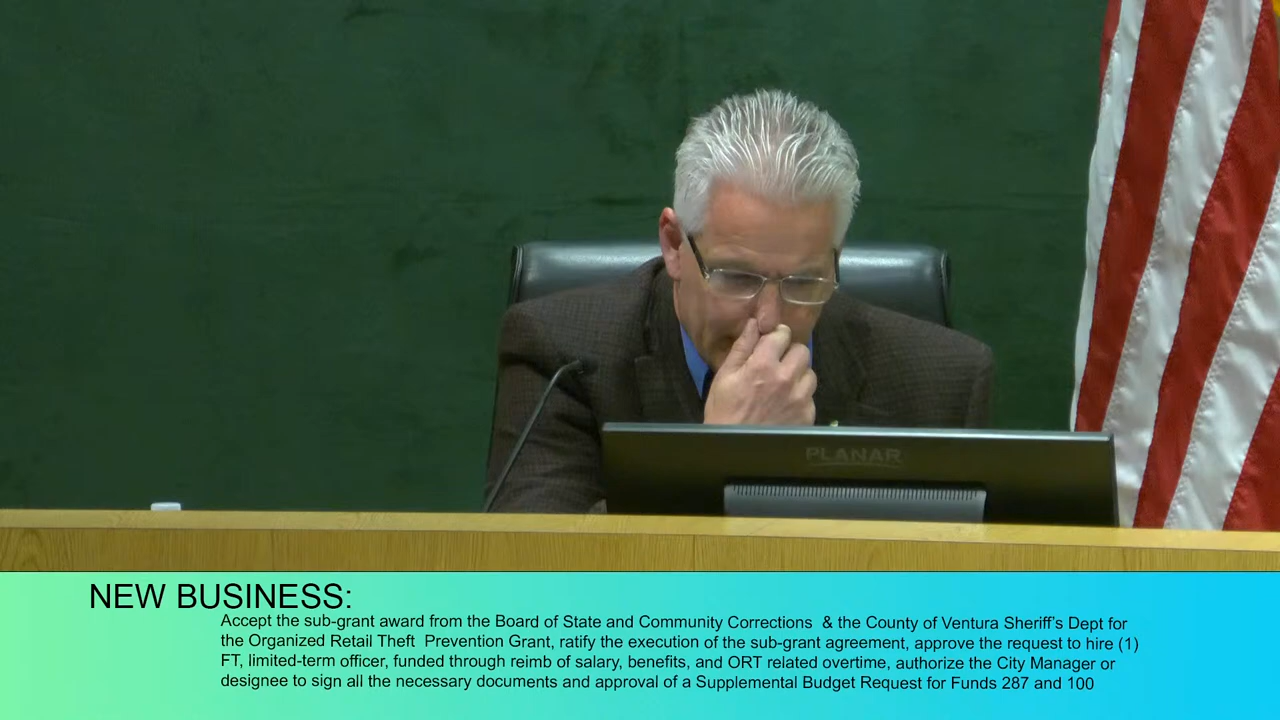 PLANAR
NEW BUSINESS:
Accept the sub-grant award from the Board of State and Community Corrections & the County of Ventura Sheriff's Dept for
the Organized Retail Theft Prevention Grant, ratify the execution of the sub-grant agreement, approve the request to hire (1)
FT, limited-term officer, funded through reimb of salary, benefits, and ORT related overtime, authorize the City Manager or
designee to sign all the necessary documents and approval of a Supplemental Budget Request for Funds 287 and 100